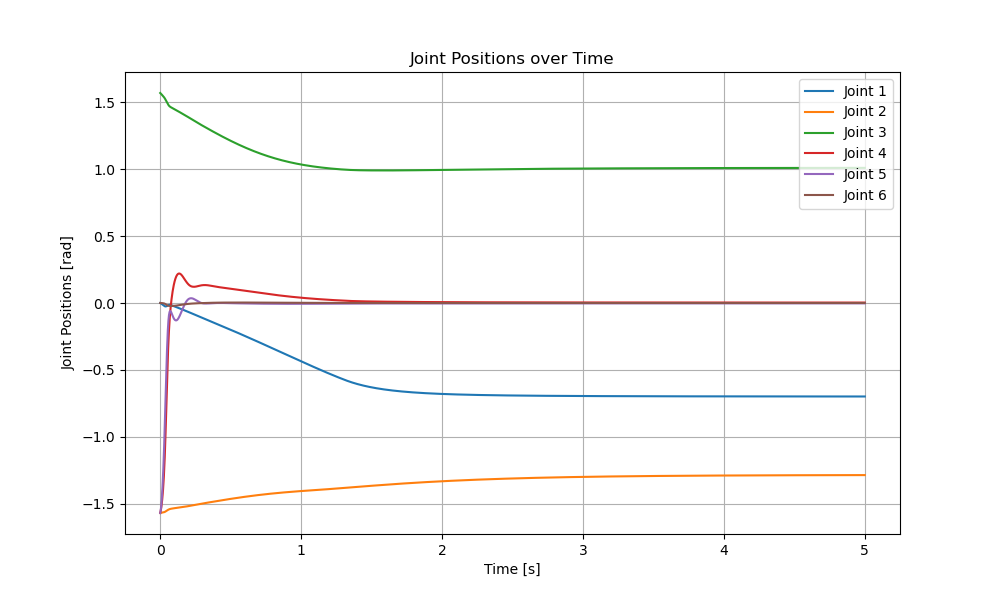 Joint Positions over Time
Joint Positions [rad]
1.5
1.0
0.5
0.0
−0.5
−1.0
−1.5
0 1 2 3 4 5
Time [s]
Joint 1
Joint 2
Joint 3
Joint 4
Joint 5
Joint 6